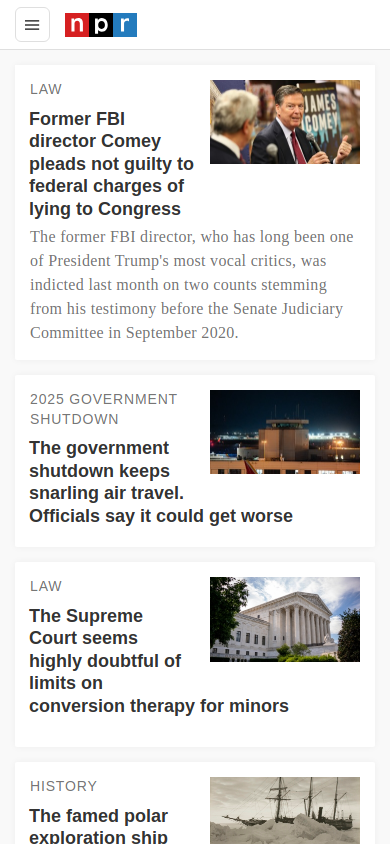 npr
LAW
Former FBI
director Comey
pleads not guilty to
federal charges of
lying to Congress
JAMES
COMEY
The former FBI director, who has long been one
of President Trump's most vocal critics, was
indicted last month on two counts stemming
from his testimony before the Senate Judiciary
Committee in September 2020.
2025 GOVERNMENT
SHUTDOWN
The government
shutdown keeps
snarling air travel.
Officials say it could get worse
LAW
The Supreme
Court seems
highly doubtful of
limits on
conversion therapy for minors
HISTORY
The famed polar
exploration ship